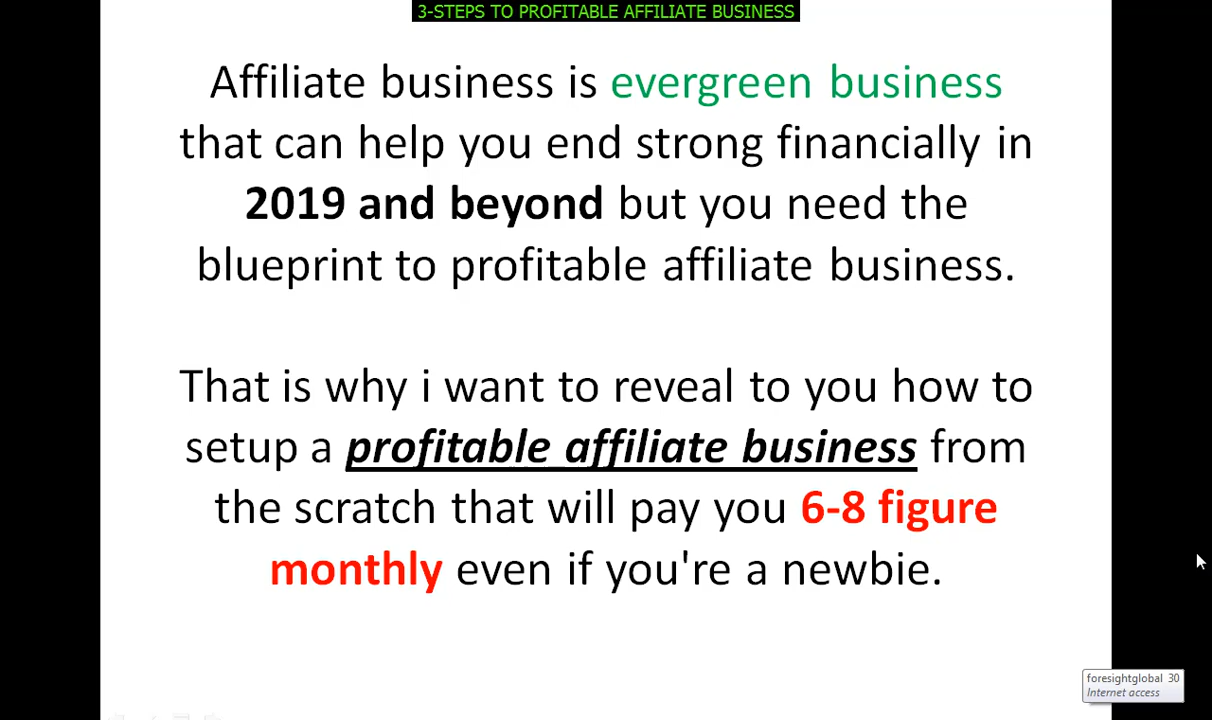 3-STEPS TO PROFITABLE AFFILIATE BUSINESS
Affiliate business is evergreen business
that can help you end strong financially in
2019 and beyond but you need the
blueprint to profitable affiliate business.
That is why i want to reveal to you how to
setup a profitable affiliate business from
the scratch that will pay you 6-8 figure
monthly even if you're a newbie.
foresightglobal 30
Internet access